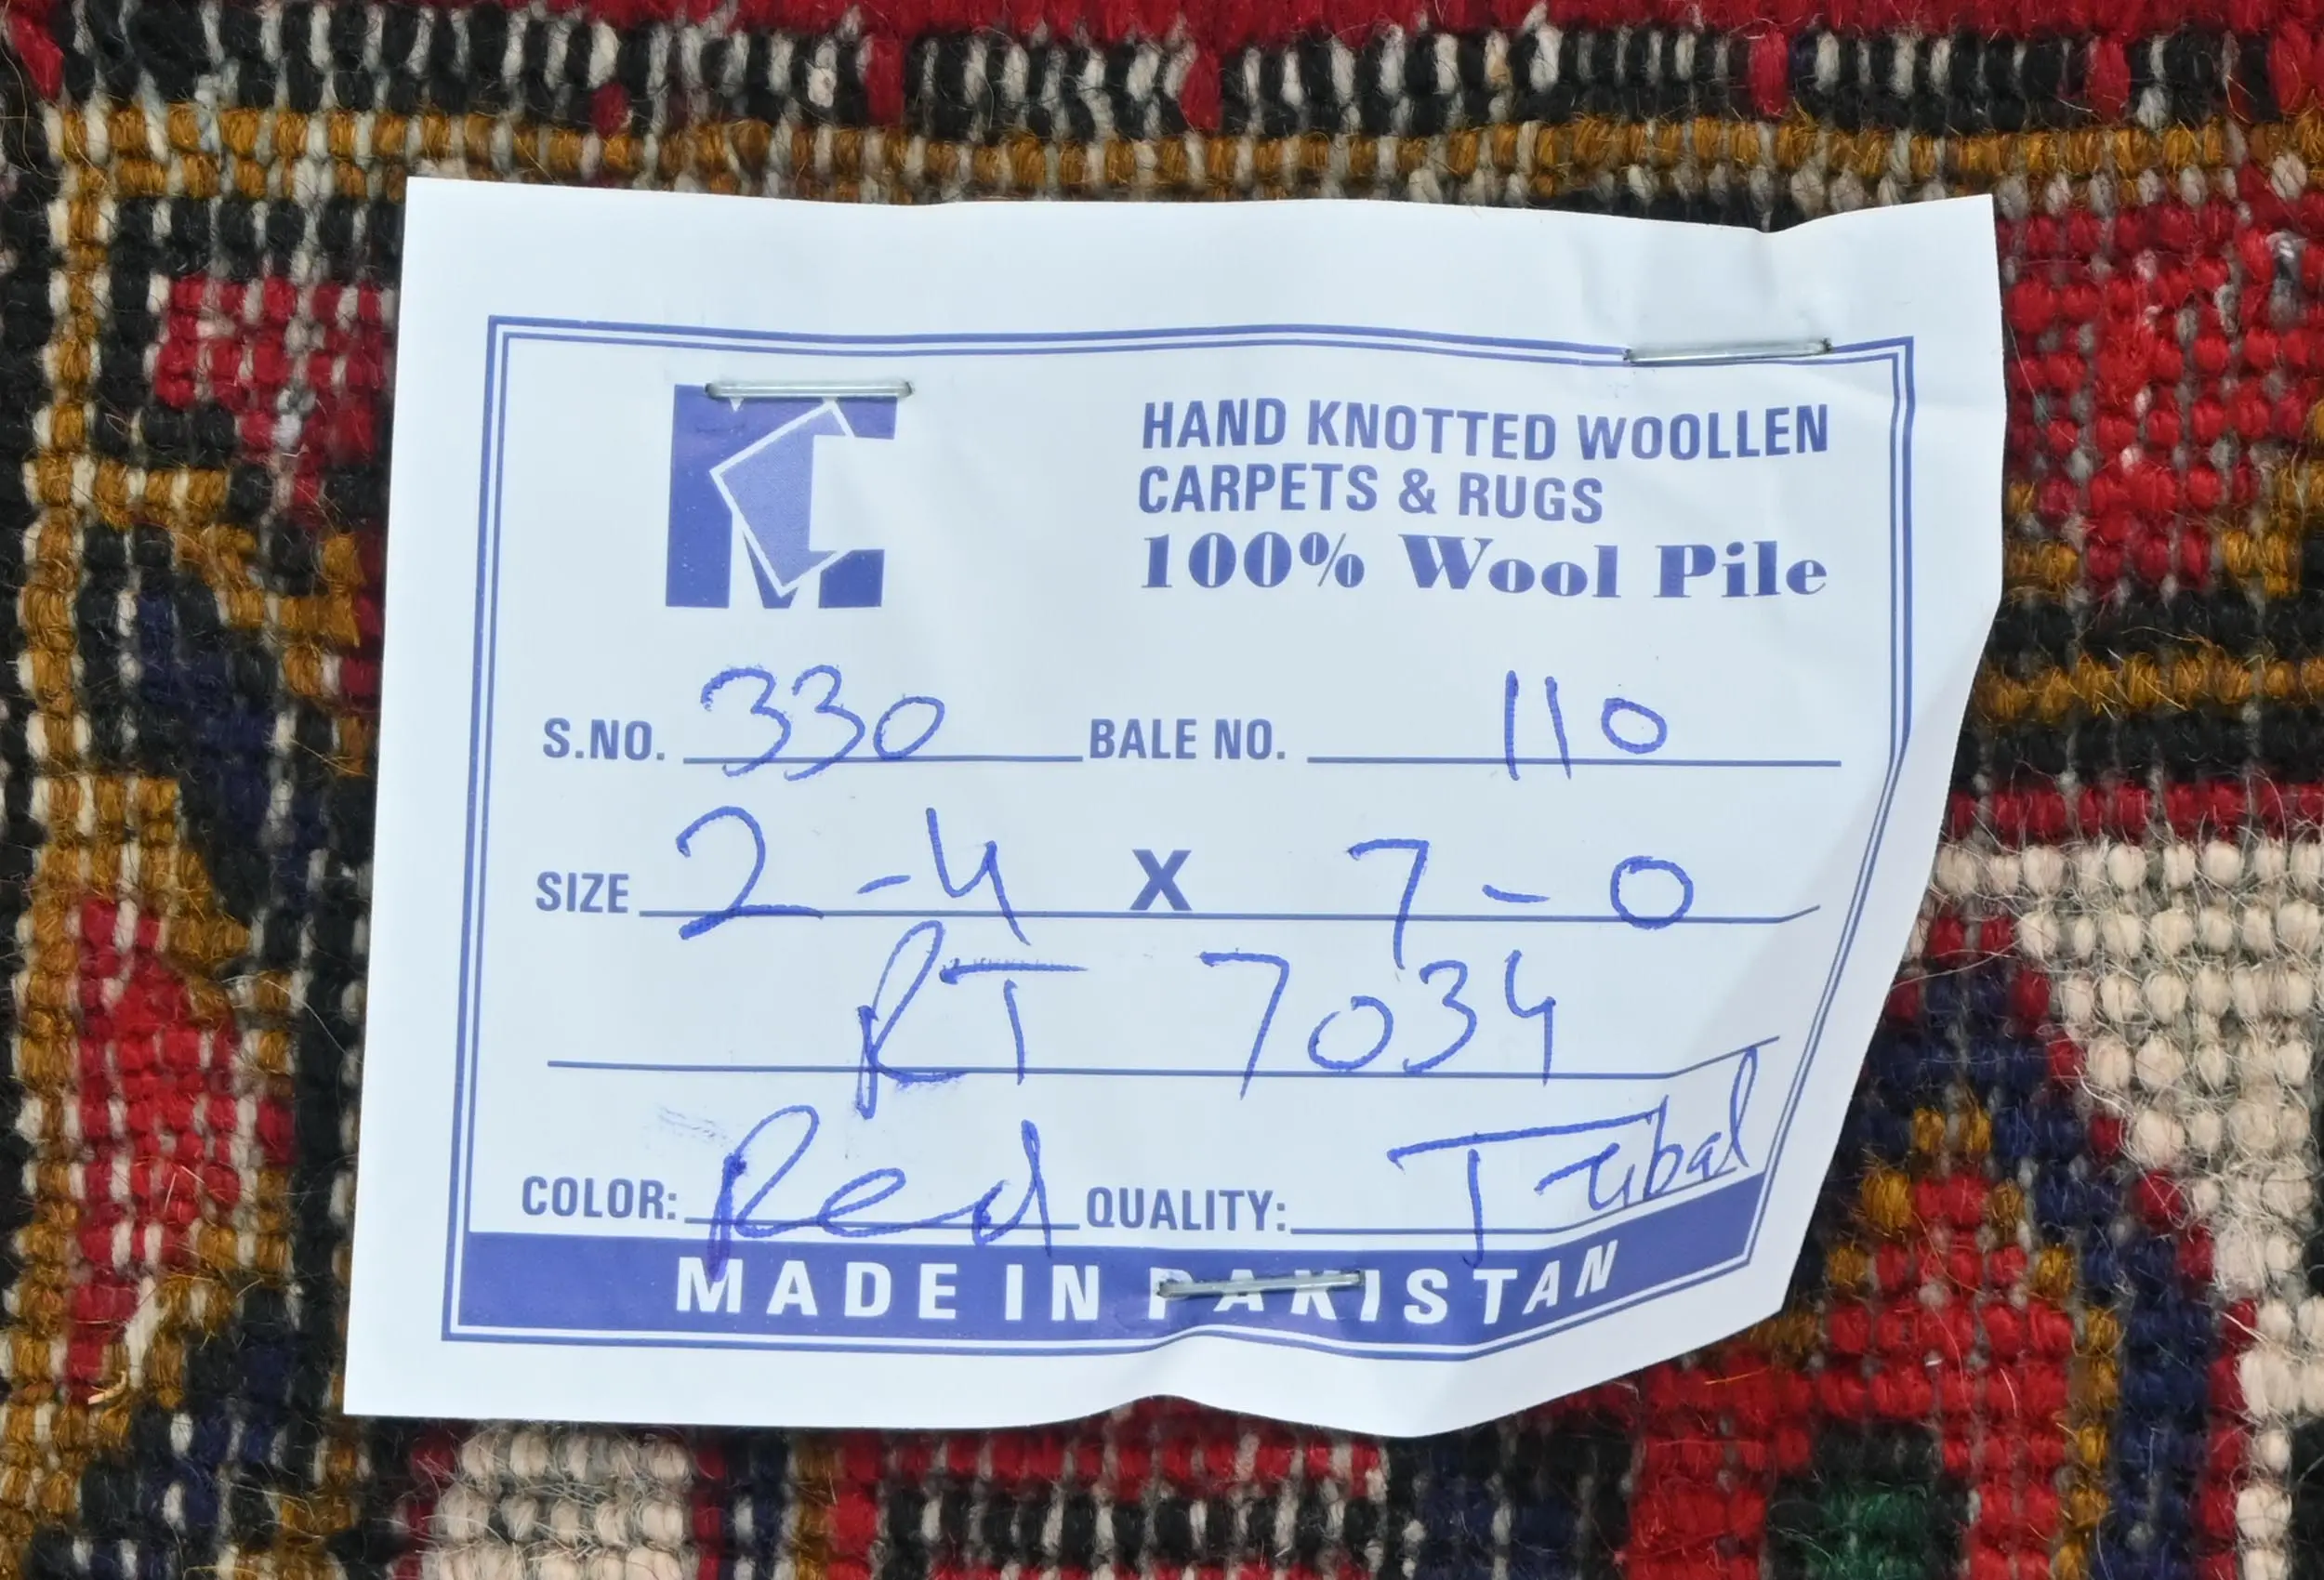 HAND KNOTTED WOOLLEN
CARPETS & RUGS
100% Wool Pile
S.NO. 330 BALE NO. 110
SIZE 2-4 X 7-0
RT 7034
COLOR: Red QUALITY: Tribal
MADE IN PAKISTAN